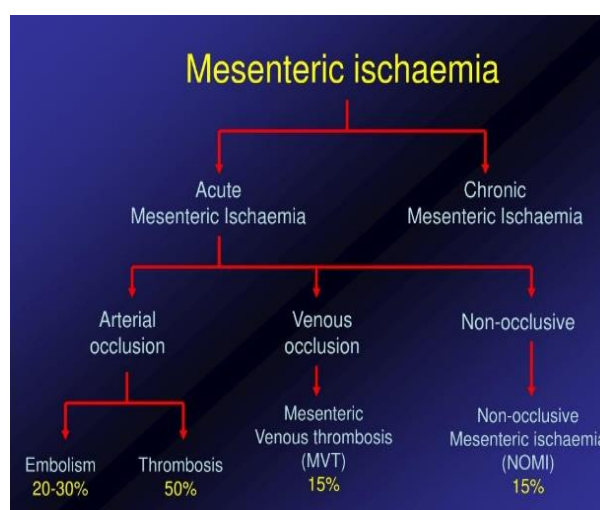 Mesenteric ischaemia
Acute
Mesenteric Ischaemia
Chronic
Mesenteric Ischaemia
Arterial
occlusion
Venous
occlusion
Non-occlusive
Embolism
20-30%
Thrombosis
50%
Mesenteric
Venous thrombosis
(MVT)
15%
Non-occlusive
Mesenteric ischaemia
(NOMI)
15%